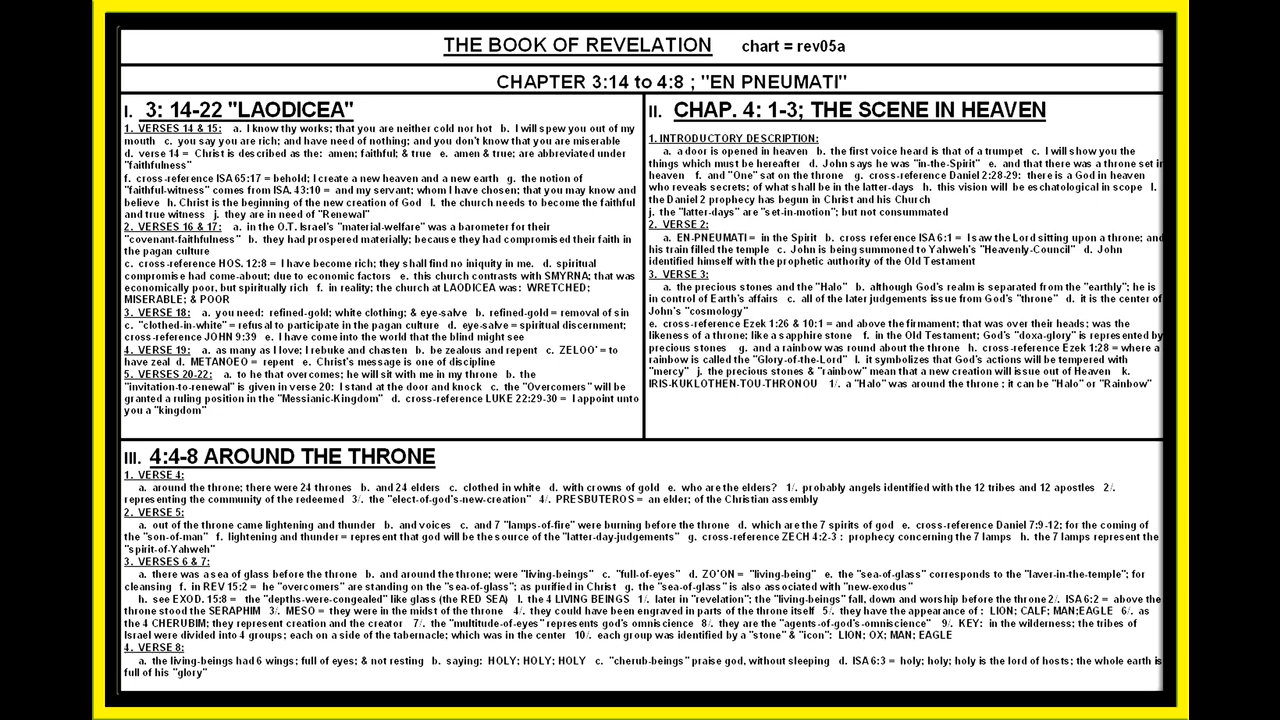 THE BOOK OF REVELATION chart = rev05a
CHAPTER 3:14 to 4:8 ; "EN PNEUMATI"
I. 3: 14-22 "LAODICEA"
1. VERSES 14 & 15: a. I know thy works; that you are neither cold nor hot b. I will spew you out of my
mouth c. you say you are rich; and have need of nothing; and you don't know that you are miserable
d. verse 14 = Christ is described as the: amen; faithful; & true e. amen & true; are abbreviated under
"faithfulness"
f. cross-reference ISA 65:17 = behold; I create a new heaven and a new earth g. the notion of
"faithful-witness" comes from ISA. 43:10 = and my servant; whom I have chosen; that you may know and
believe h. Christ is the beginning of the new creation of God I. the church needs to become the faithful
and true witness j. they are in need of "Renewal"
2. VERSES 16 & 17: a. in the O.T. Israel's "material-welfare" was a barometer for their
"covenant-faithfulness" b. they had prospered materially; because they had compromised their faith in
the pagan culture
c. cross-reference HOS. 12:8 = I have become rich; they shall find no iniquity in me. d. spiritual
compromise had come-about; due to economic factors e. this church contrasts with SMYRNA; that was
economically poor, but spiritually rich f. in reality; the church at LAODICEA was: WRETCHED;
MISERABLE; & POOR
3. VERSE 18: a. you need: refined-gold; white clothing; & eye-salve b. refined-gold = removal of sin
c. "clothed-in-white" = refusal to participate in the pagan culture d. eye-salve = spiritual discernment;
cross-reference JOHN 9:39 e. I have come into the world that the blind might see
4. VERSE 19: a. as many as I love; I rebuke and chasten b. be zealous and repent c. ZELOO' = to
have zeal d. METANOEO = repent e. Christ's message is one of discipline
5. VERSES 20-22: a. to he that overcomes; he will sit with me in my throne b. the
"invitation-to-renewal" is given in verse 20: I stand at the door and knock c. the "Overcomers" will be
granted a ruling position in the "Messianic-Kingdom" d. cross-reference LUKE 22:29-30 = I appoint unto
you a "kingdom"
II. CHAP. 4: 1-3; THE SCENE IN HEAVEN
1. INTRODUCTORY DESCRIPTION:
a. a door is opened in heaven b. the first voice heard is that of a trumpet c. I will show you the
things which must be hereafter d. John says he was "in-the-Spirit" e. and that there was a throne set in
heaven f. and "One" sat on the throne g. cross-reference Daniel 2:28-29: there is a God in heaven
who reveals secrets; of what shall be in the latter-days h. this vision will be eschatological in scope I.
the Daniel 2 prophecy has begun in Christ and his Church
j. the "latter-days" are "set-in-motion"; but not consummated
2. VERSE 2:
a. EN-PNEUMATI = in the Spirit b. cross reference ISA 6:1 = I saw the Lord sitting upon a throne; and
his train filled the temple c. John is being summoned to Yahweh's "Heavenly-Council" d. John
identified himself with the prophetic authority of the Old Testament
3. VERSE 3:
a. the precious stones and the "Halo" b. although God's realm is separated from the "earthly"; he is
in control of Earth's affairs c. all of the later judgements issue from God's "throne" d. it is the center of
John's "cosmology"
e. cross-reference Ezek 1:26 & 10:1 = and above the firmament; that was over their heads; was the
likeness of a throne; like a sapphire stone f. in the Old Testament; God's "doxa-glory" is represented by
precious stones g. and a rainbow was round about the throne h. cross-reference Ezek 1:28 = where a
rainbow is called the "Glory-of-the-Lord" I. it symbolizes that God's actions will be tempered with
"mercy" j. the precious stones & "rainbow" mean that a new creation will issue out of Heaven k.
IRIS-KUKLOTHEN-TOU-THRONOU 1/. a "Halo" was around the throne; it can be "Halo" or "Rainbow"
III. 4:4-8 AROUND THE THRONE
1. VERSE 4:
a. around the throne; there were 24 thrones b. and 24 elders c. clothed in white d. with crowns of gold e. who are the elders? 1/. probably angels identified with the 12 tribes and 12 apostles 2/.
representing the community of the redeemed 3/. the "elect-of-god's-new-creation" 4/. PRESBUTEROS = an elder; of the Christian assembly
2. VERSE 5:
a. out of the throne came lightening and thunder b. and voices c. and 7 "lamps-of-fire" were burning before the throne d. which are the 7 spirits of god e. cross-reference Daniel 7:9-12; for the coming of
the "son-of-man" f. lightening and thunder = represent that god will be the source of the "latter-day-judgements" g. cross-reference ZECH 4:2-3 : prophecy concerning the 7 lamps h. the 7 lamps represent the
"spirit-of-Yahweh"
3. VERSES 6 & 7:
a. there was a sea of glass before the throne b. and around the throne; were "living-beings" c. "full-of-eyes" d. ZO'ON = "living-being" e. the "sea-of-glass" corresponds to the "laver-in-the-temple"; for
cleansing f. in REV 15:2 = he "overcomers" are standing on the "sea-of-glass"; as purified in Christ g. the "sea-of-glass" is also associated with "new-exodus"
h. see EXOD. 15:8 = the "depths-were-congealed" like glass (the RED SEA) I. the 4 LIVING BEINGS 1/. later in "revelation"; the "living-beings" fall, down and worship before the throne 2/. ISA 6:2 = above the
throne stood the SERAPHIM 3/. MESO = they were in the midst of the throne 4/. they could have been engraved in parts of the throne itself 5/. they have the appearance of : LION; CALF; MAN;EAGLE 6/. as
the 4 CHERUBIM; they represent creation and the creator 7/. the "multitude-of-eyes" represents god's omniscience 8/. they are the "agents-of-god's-omniscience" 9/. KEY: in the wilderness; the tribes of
Israel were divided into 4 groups; each on a side of the tabernacle; which was in the center 10/. each group was identified by a "stone" & "icon": LION; OX; MAN; EAGLE
4. VERSE 8:
a. the living-beings had 6 wings; full of eyes; & not resting b. saying: HOLY; HOLY; HOLY c. "cherub-beings" praise god, without sleeping d. ISA 6:3 = holy; holy; holy is the lord of hosts; the whole earth is
full of his "glory"